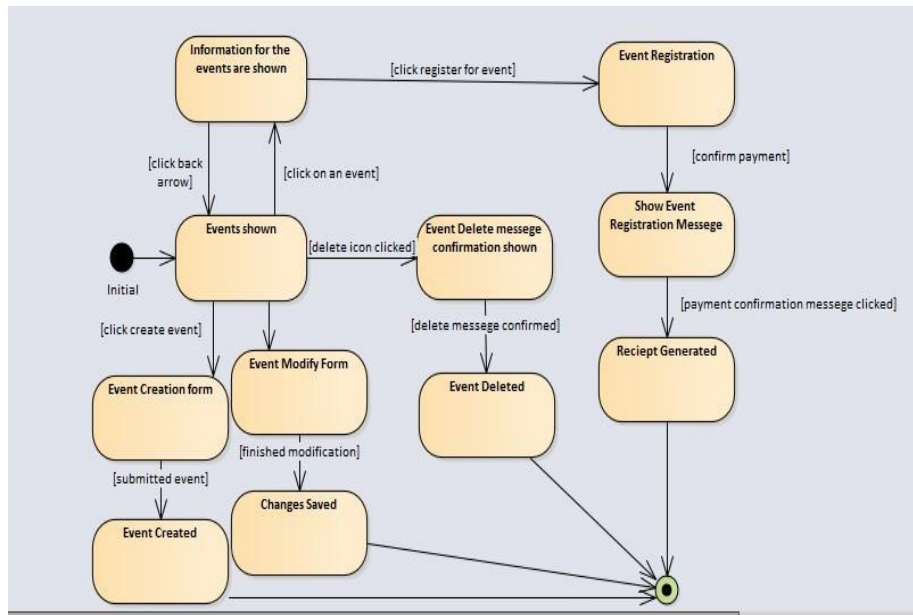 Information for the
events are shown
[click register for event]
Event Registration
[click back
arrow]
[click on an event]
[confirm payment]
Events shown
[delete icon clicked]
Event Delete messege
confirmation shown
Show Event
Registration Messege
Initial
[click create event]
[delete messege confirmed]
[payment confirmation messege clicked]
Event Creation form
Event Modify Form
Event Deleted
Reciept Generated
[submitted event]
[finished modification]
Event Created
Changes Saved